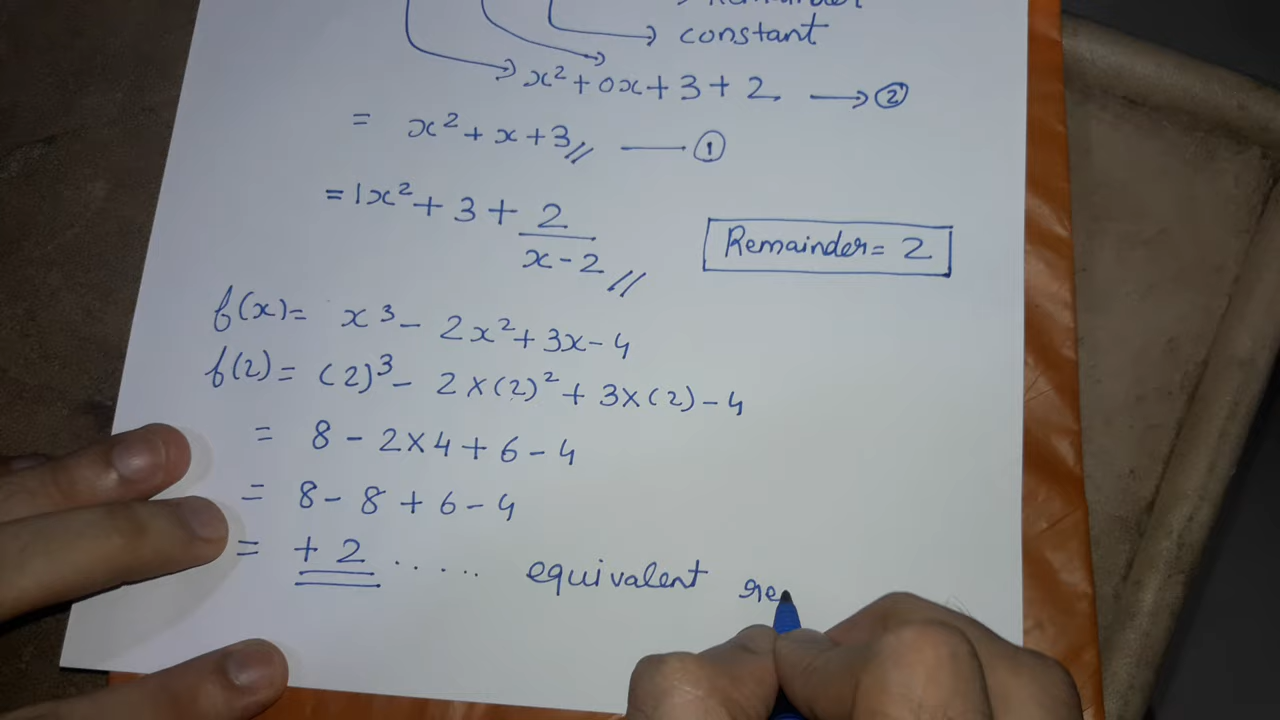 constant
x² + 0x + 3 + 2 → ②
= x² + x + 3 // — ①
= 1x² + 3 + 2/(x - 2) //
Remainder = 2
f(x) = x³ - 2x² + 3x - 4
f(2) = (2)³ - 2 × (2)² + 3 × (2) - 4
= 8 - 2 × 4 + 6 - 4
= 8 - 8 + 6 - 4
= + 2 ..... equivalent re